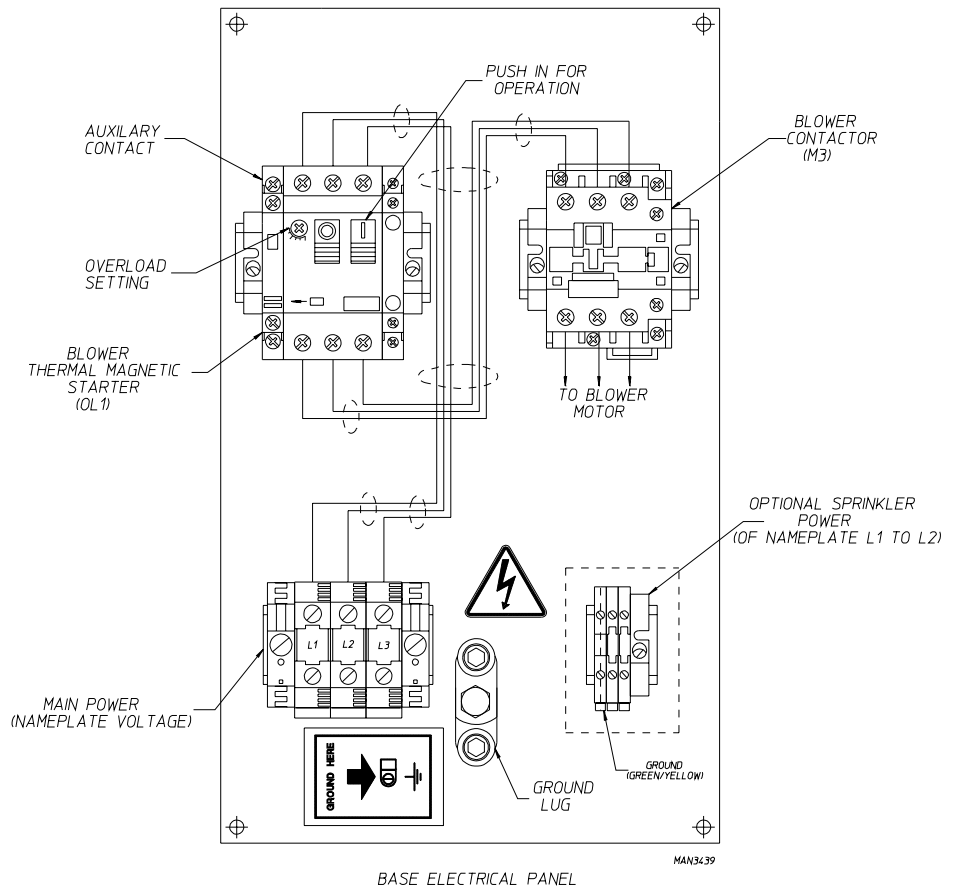 PUSH IN FOR
OPERATION
AUXILARY
CONTACT
BLOWER
CONTACTOR
(M3)
OVERLOAD
SETTING
BLOWER
THERMAL MAGNETIC
STARTER
(OL1)
TO BLOWER
MOTOR
OPTIONAL SPRINKLER
POWER
(OF NAMEPLATE L1 TO L2)
L1 L2 L3
MAIN POWER
(NAMEPLATE VOLTAGE)
GROUND HERE
GROUND
LUG
GROUND
(GREEN/YELLOW)
MAN3439
BASE ELECTRICAL PANEL